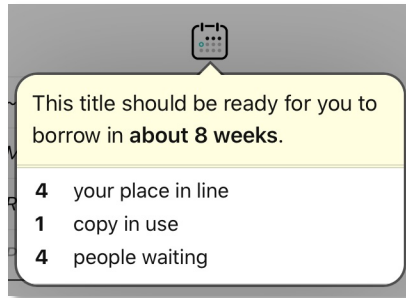 This title should be ready for you to
borrow in about 8 weeks.
4 your place in line
1 copy in use
4 people waiting